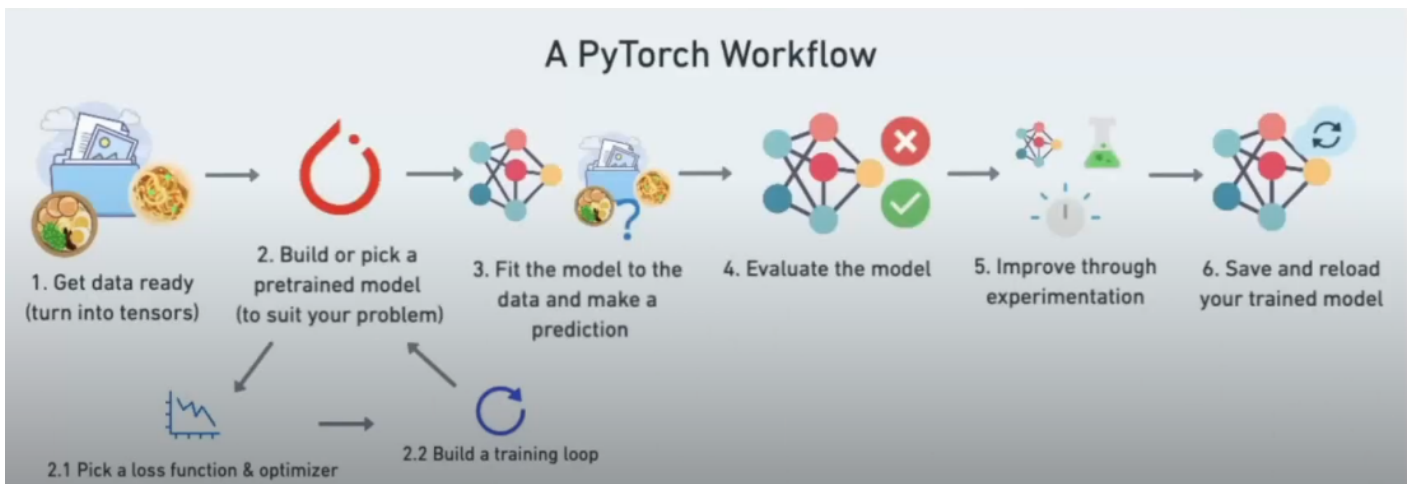 A PyTorch Workflow
1. Get data ready
(turn into tensors)
2. Build or pick a
pretrained model
(to suit your problem)
3. Fit the model to the
data and make a
prediction
4. Evaluate the model
5. Improve through
experimentation
6. Save and reload
your trained model
2.1 Pick a loss function & optimizer
2.2 Build a training loop